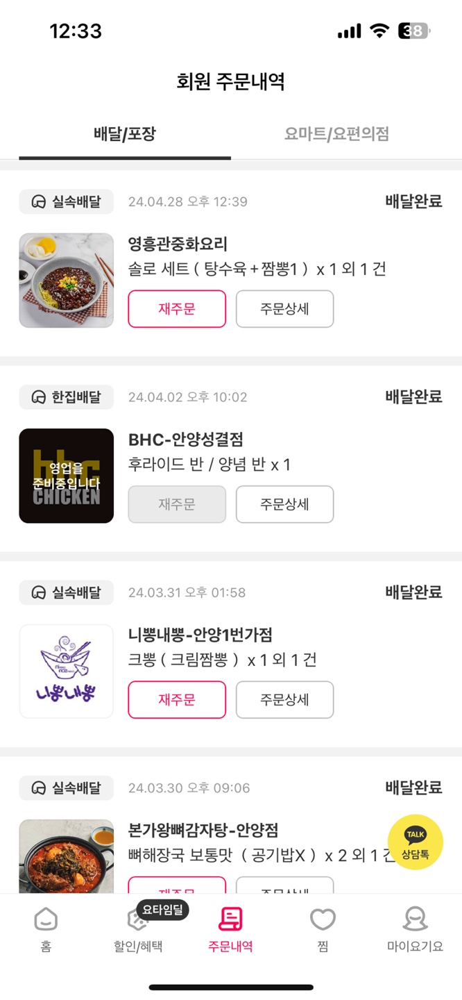 12:33
38
회원 주문내역
배달/포장
요마트/요편의점
실속배달
24.04.28 오후 12:39
배달완료
영흥관중화요리
솔로 세트 ( 탕수육 + 짬뽕1 ) x 1 외 1 건
재주문
주문상세
한집배달
24.04.02 오후 10:02
배달완료
bhc
CHICKEN
영업을
준비중입니다
BHC-안양성결점
후라이드 반 / 양념 반 x 1
재주문
주문상세
실속배달
24.03.31 오후 01:58
배달완료
니뽕내뽕
니뽕내뽕-안양1번가점
크뽕 ( 크림짬뽕 ) x 1 외 1 건
재주문
주문상세
실속배달
24.03.30 오후 09:06
배달완료
본가왕뼈감자탕-안양점
뼈해장국 보통맛 ( 공기밥X ) x 2 외 1 건
재주문
주문상세
TALK
상담톡
요타임딜
홈
할인/혜택
주문내역
찜
마이요기요